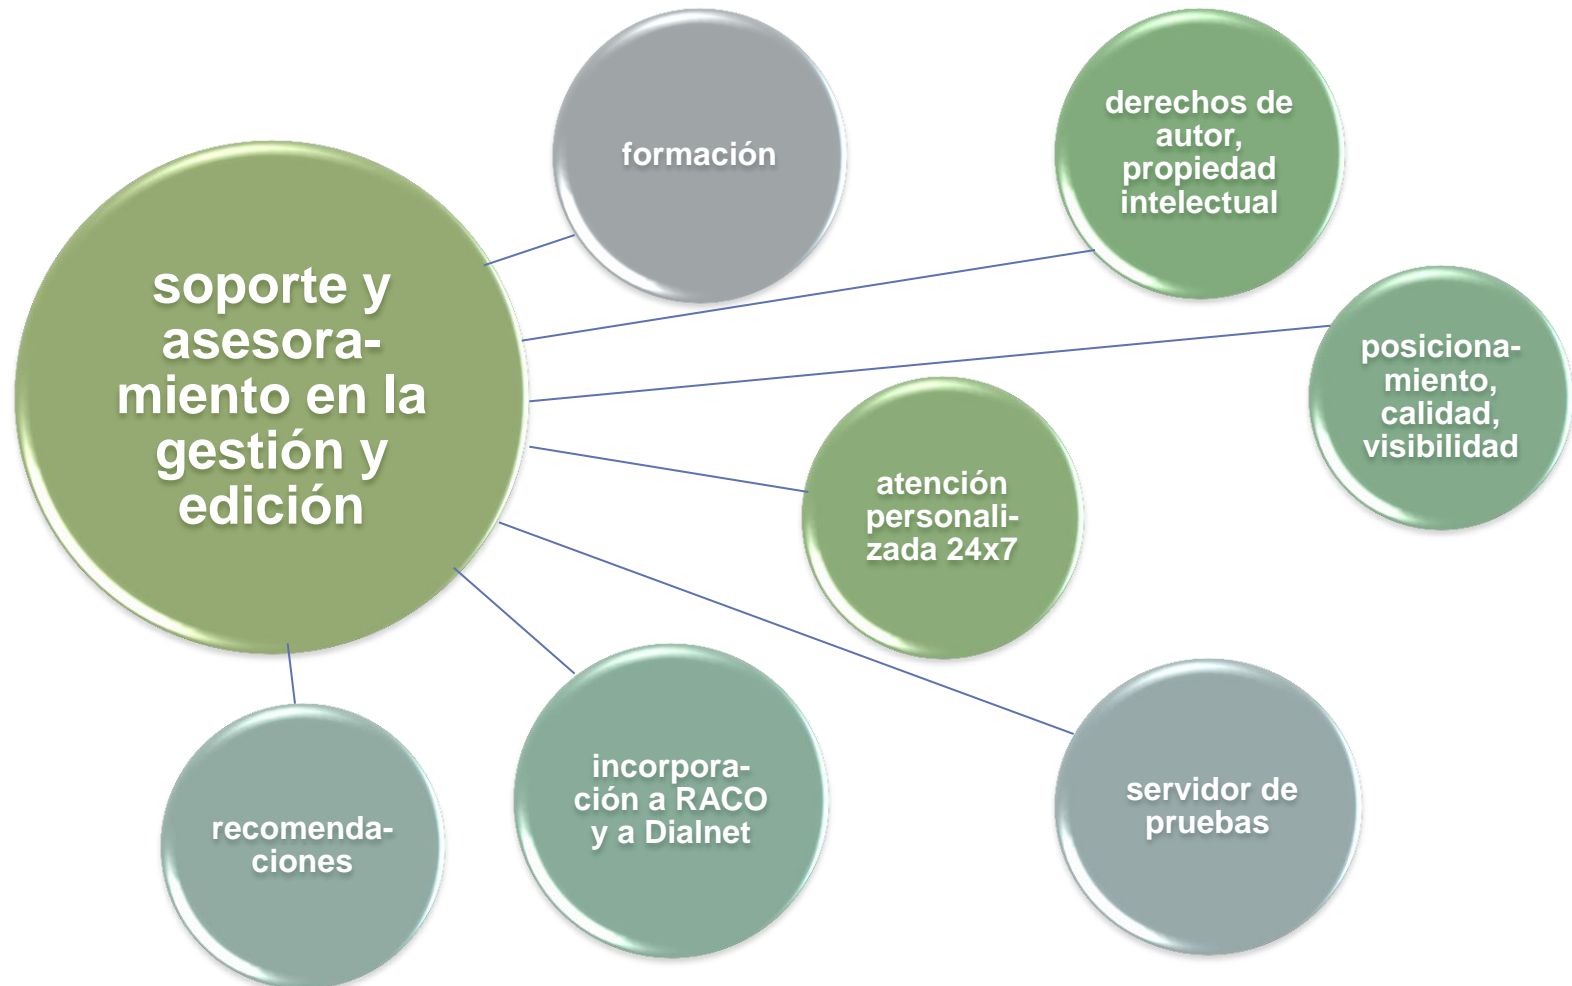 soporte y
asesora-
miento en la
gestión y
edición
formación
derechos de
autor,
propiedad
intelectual
posiciona-
miento,
calidad,
visibilidad
atención
personali-
zada 24x7
servidor de
pruebas
incorpora-
ción a RACO
y a Dialnet
recomenda-
ciones